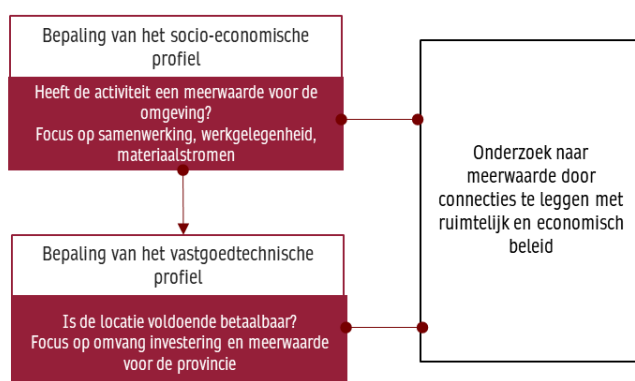 Bepaling van het socio-economische
profiel
Heeft de activiteit een meerwaarde voor de
omgeving?
Focus op samenwerking, werkgelegenheid,
materiaalstromen
Bepaling van het vastgoedtechnische
profiel
Is de locatie voldoende betaalbaar?
Focus op omvang investering en meerwaarde
voor de provincie
Onderzoek naar
meerwaarde door
connecties te leggen met
ruimtelijk en economisch
beleid